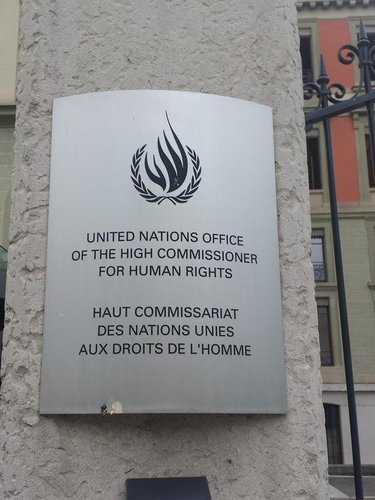 UNITED NATIONS OFFICE
OF THE HIGH COMMISSIONER
FOR HUMAN RIGHTS
HAUT COMMISSARIAT
DES NATIONS UNIES
AUX DROITS DE L'HOMME